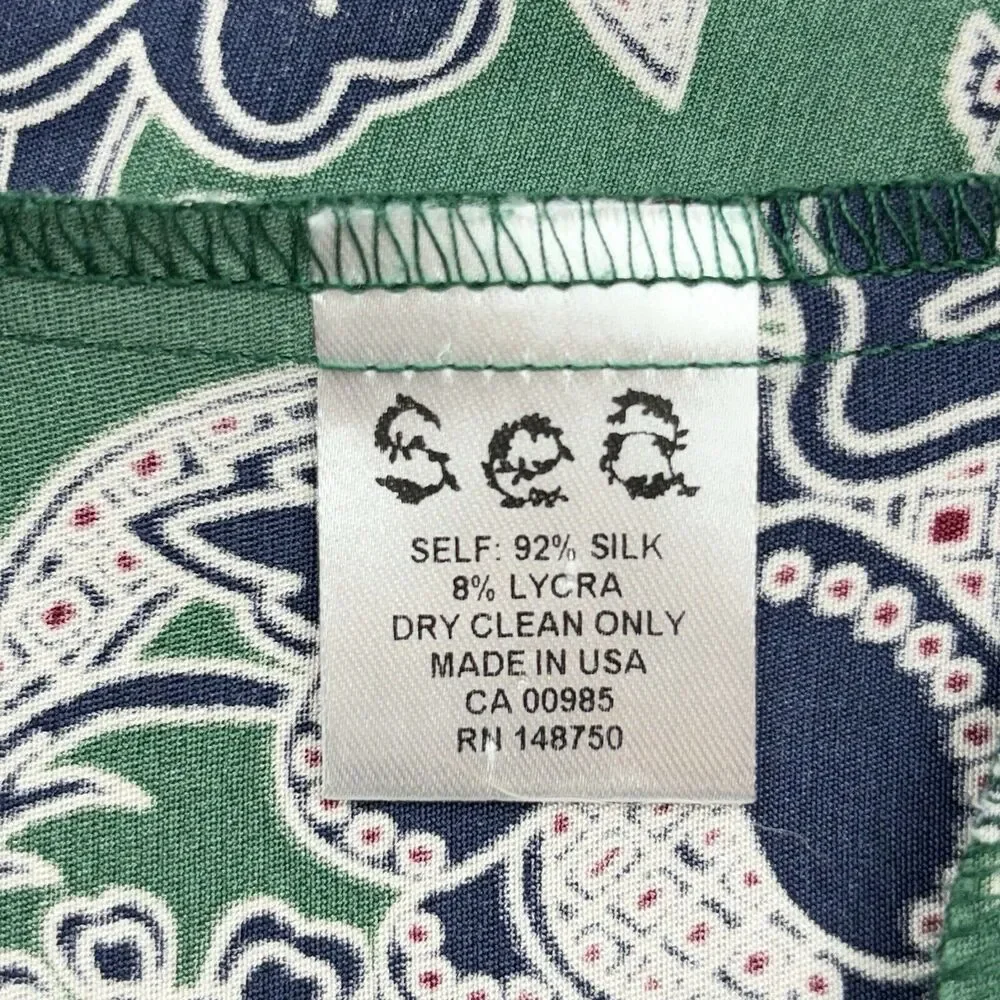 Sea
SELF: 92% SILK
8% LYCRA
DRY CLEAN ONLY
MADE IN USA
CA 00985
RN 148750